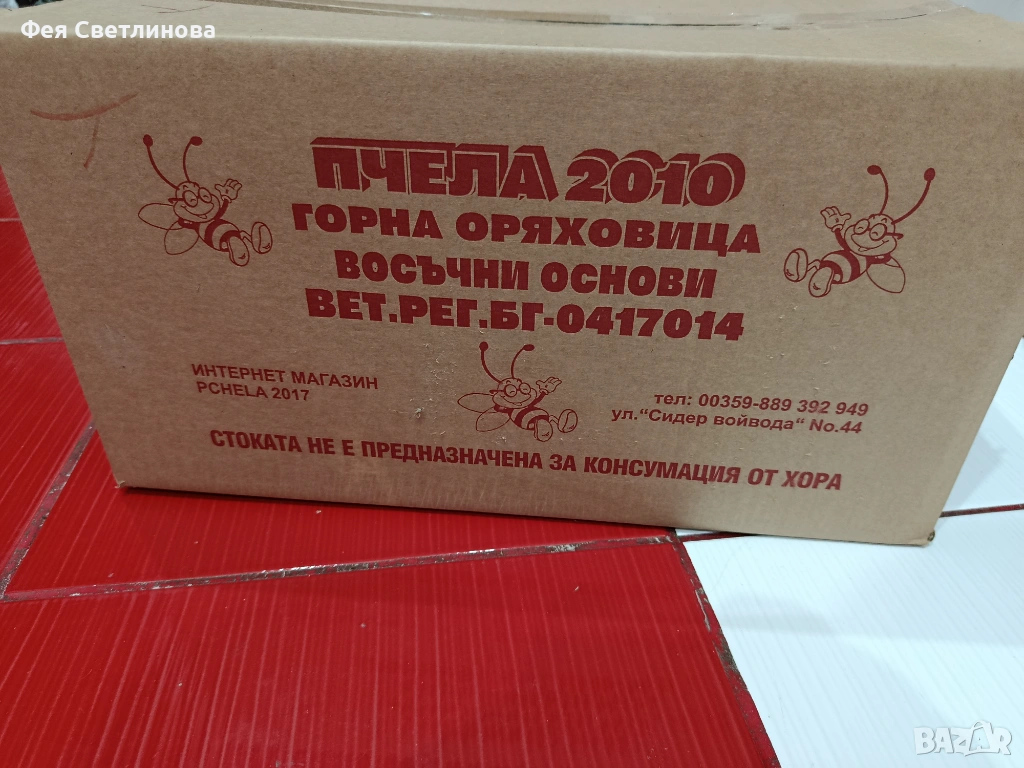 Фея Светлинова
ПЧЕЛА 2010
ГОРНА ОРЯХОВИЦА
ВОСЪЧНИ ОСНОВИ
ВЕТ.РЕГ.БГ-0417014
ИНТЕРНЕТ МАГАЗИН
PCHELA 2017
тел: 00359-889 392 949
ул."Сидер войвода" No.44
СТОКАТА НЕ Е ПРЕДНАЗНАЧЕНА ЗА КОНСУМАЦИЯ ОТ ХОРА
BAZAR